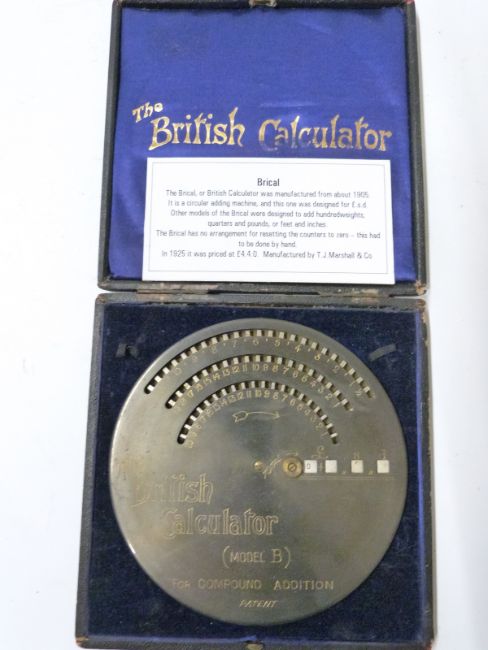 The
British Calculator
Brical
The Brical, or British Calculator was manufactured from about 1905.
It is a circular adding machine, and this one was designed for £.s.d.
Other models of the Brical were designed to add hundredweights,
quarters and pounds, or feet and inches.
The Brical has no arrangement for resetting the counters to zero – this had
to be done by hand.
In 1925 it was priced at £4.4.0. Manufactured by T.J.Marshall & Co
British
Calculator
(MODEL B)
FOR COMPOUND ADDITION
PATENT